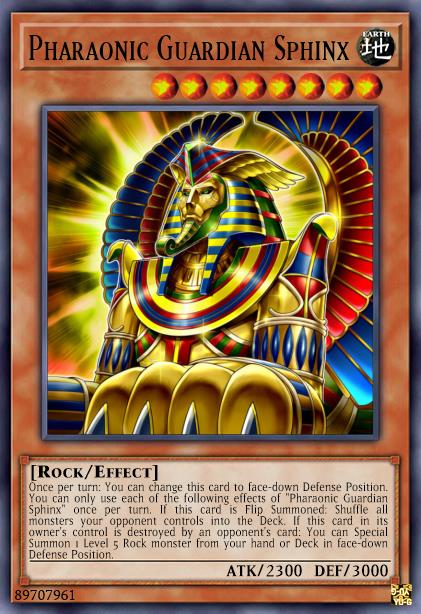 PHARAONIC GUARDIAN SPHINX
EARTH
地
[ROCK/EFFECT]
Once per turn: You can change this card to face-down Defense Position.
You can only use each of the following effects of "Pharaonic Guardian
Sphinx" once per turn. If this card is Flip Summoned: Shuffle all
monsters your opponent controls into the Deck. If this card in its
owner's control is destroyed by an opponent's card: You can Special
Summon 1 Level 5 Rock monster from your hand or Deck in face-down
Defense Position.
ATK/2300 DEF/3000
89707961